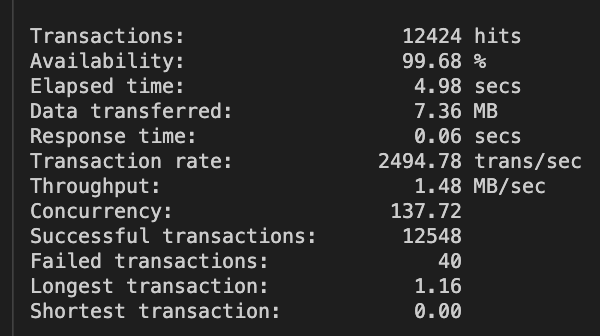 Transactions: 12424 hits
Availability: 99.68 %
Elapsed time: 4.98 secs
Data transferred: 7.36 MB
Response time: 0.06 secs
Transaction rate: 2494.78 trans/sec
Throughput: 1.48 MB/sec
Concurrency: 137.72
Successful transactions: 12548
Failed transactions: 40
Longest transaction: 1.16
Shortest transaction: 0.00